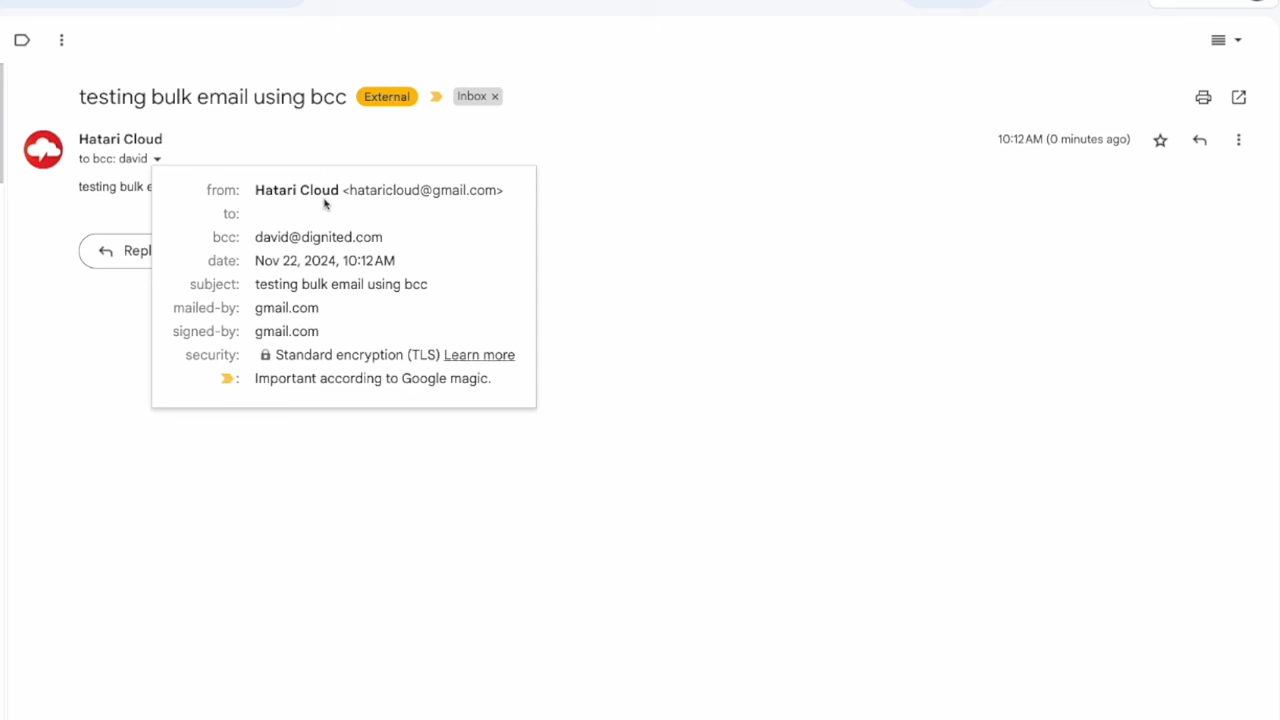 testing bulk email using bcc External Inbox ×
Hatari Cloud 10:12 AM (0 minutes ago)
to bcc: david
testing bulk e
from: Hatari Cloud <hataricloud@gmail.com>
to:
bcc: david@dignited.com
Repl
date: Nov 22, 2024, 10:12 AM
subject: testing bulk email using bcc
mailed-by: gmail.com
signed-by: gmail.com
security: Standard encryption (TLS) Learn more
: Important according to Google magic.